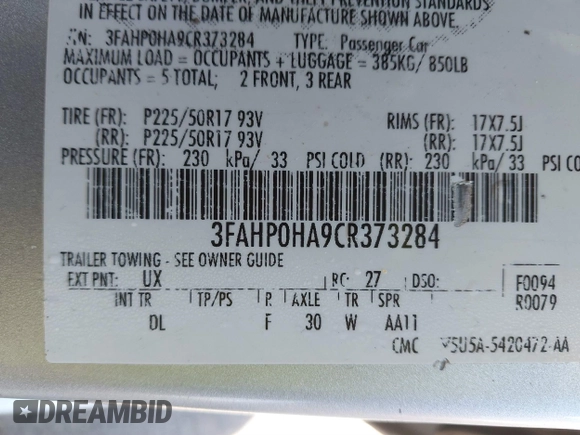 STANDARDS
IN EFFECT ON THE DATE OF MANUFACTURE SHOWN ABOVE.
3FAHP0HA9CR373284 TYPE: Passenger Car
MAXIMUM LOAD = OCCUPANTS + LUGGAGE = 385KG/ 850LB
OCCUPANTS = 5 TOTAL; 2 FRONT, 3 REAR
TIRE (FR): P225/50R17 93V RIMS (FR): 17X7.5J
(RR): P225/50R17 93V (RR): 17X7.5J
PRESSURE (FR): 230 kPa/ 33 PSI COLD (RR): 230 kPa/ 33 PSI CO
3FAHP0HA9CR373284
TRAILER TOWING - SEE OWNER GUIDE
EXT PNT: UX RC: 27 DSO: F0094
INT TR TP/PS R AXLE TR SPR R0079
DL F 30 W AA11
CMC 5U5A-5420472-AA
DREAMBID